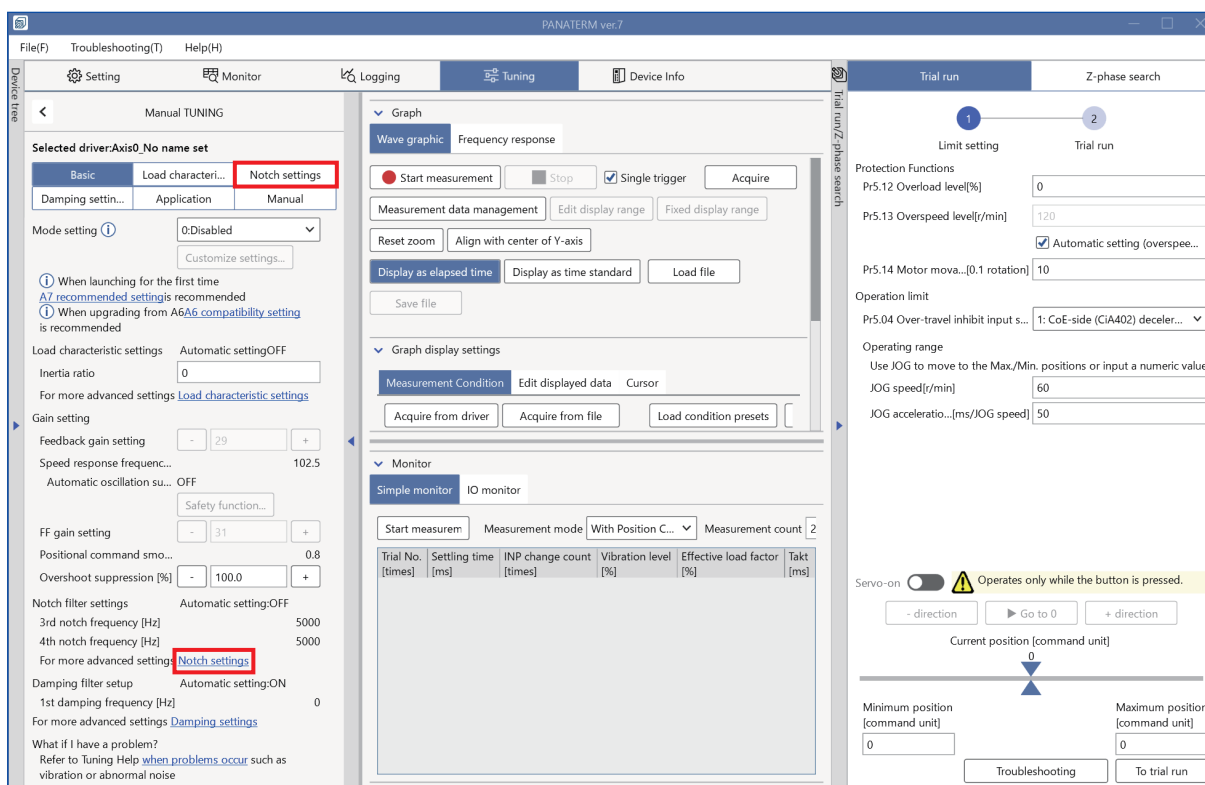 PANATERM ver.7
File(F) Troubleshooting(T) Help(H)
Device tree
Setting Monitor Logging Tuning Device Info
Manual TUNING
Selected driver:Axis0_No name set
Basic Load characteri... Notch settings
Damping settin... Application Manual
Mode setting 0:Disabled
Customize settings...
When launching for the first time
A7 recommended settingis recommended
When upgrading from A6A6 compatibility setting
is recommended
Load characteristic settings Automatic settingOFF
Inertia ratio 0
For more advanced settings Load characteristic settings
Gain setting
Feedback gain setting - 29 +
Speed response frequenc... 102.5
Automatic oscillation su... OFF
Safety function...
FF gain setting - 31 +
Positional command smo... 0.8
Overshoot suppression [%] - 100.0 +
Notch filter settings Automatic setting:OFF
3rd notch frequency [Hz] 5000
4th notch frequency [Hz] 5000
For more advanced settings Notch settings
Damping filter setup Automatic setting:ON
1st damping frequency [Hz] 0
For more advanced settings Damping settings
What if I have a problem?
Refer to Tuning Help when problems occur such as
vibration or abnormal noise
Graph
Wave graphic Frequency response
Start measurement Stop Single trigger Acquire
Measurement data management Edit display range Fixed display range
Reset zoom Align with center of Y-axis
Display as elapsed time Display as time standard Load file
Save file
Graph display settings
Measurement Condition Edit displayed data Cursor
Acquire from driver Acquire from file Load condition presets
Monitor
Simple monitor IO monitor
Start measurem Measurement mode With Position C... Measurement count 2
Trial No. Settling time INP change count Vibration level Effective load factor Takt
[times] [ms] [times] [%] [%] [ms]
Trial run/Z-phase search
Trial run Z-phase search
1 2
Limit setting Trial run
Protection Functions
Pr5.12 Overload level[%] 0
Pr5.13 Overspeed level[r/min] 120
Automatic setting (overspee...
Pr5.14 Motor mova...[0.1 rotation] 10
Operation limit
Pr5.04 Over-travel inhibit input s... 1: CoE-side (CiA402) deceler...
Operating range
Use JOG to move to the Max./Min. positions or input a numeric value
JOG speed[r/min] 60
JOG acceleratio...[ms/JOG speed] 50
Servo-on Operates only while the button is pressed.
- direction Go to 0 + direction
Current position [command unit]
0
Minimum position Maximum position
[command unit] [command unit]
0 0
Troubleshooting To trial run